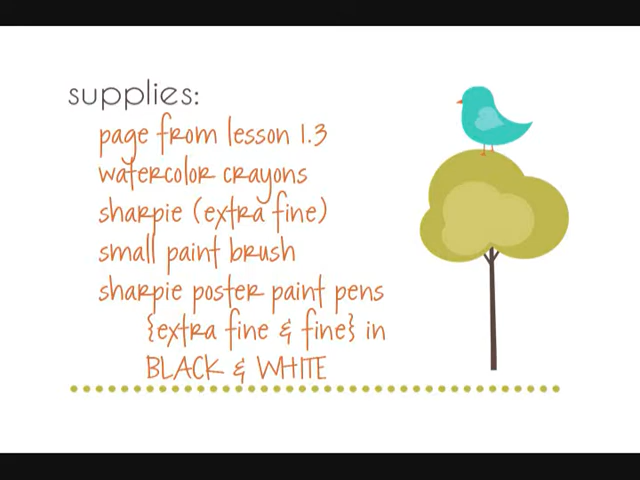 supplies:
page from lesson 1.3
watercolor crayons
sharpie (extra fine)
small paint brush
sharpie poster paint pens
{extra fine & fine} in
BLACK & WHITE